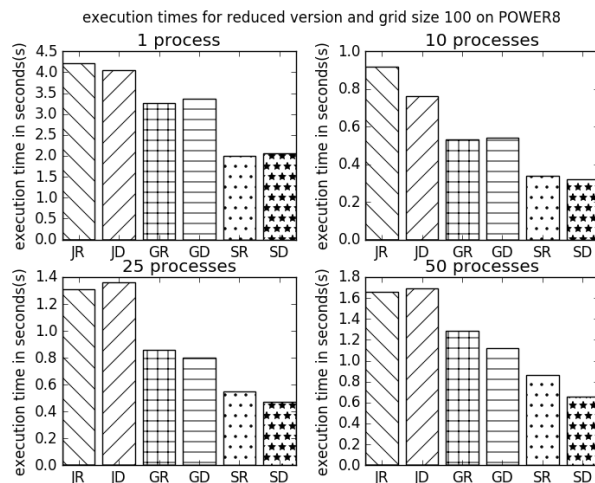 execution times for reduced version and grid size 100 on POWER8
1 process
execution time in seconds(s)
4.5
4.0
3.5
3.0
2.5
2.0
1.5
1.0
0.5
0.0
JR JD GR GD SR SD
10 processes
execution time in seconds(s)
1.0
0.8
0.6
0.4
0.2
0.0
JR JD GR GD SR SD
25 processes
execution time in seconds(s)
1.4
1.2
1.0
0.8
0.6
0.4
0.2
0.0
JR JD GR GD SR SD
50 processes
execution time in seconds(s)
1.8
1.6
1.4
1.2
1.0
0.8
0.6
0.4
0.2
0.0
JR JD GR GD SR SD